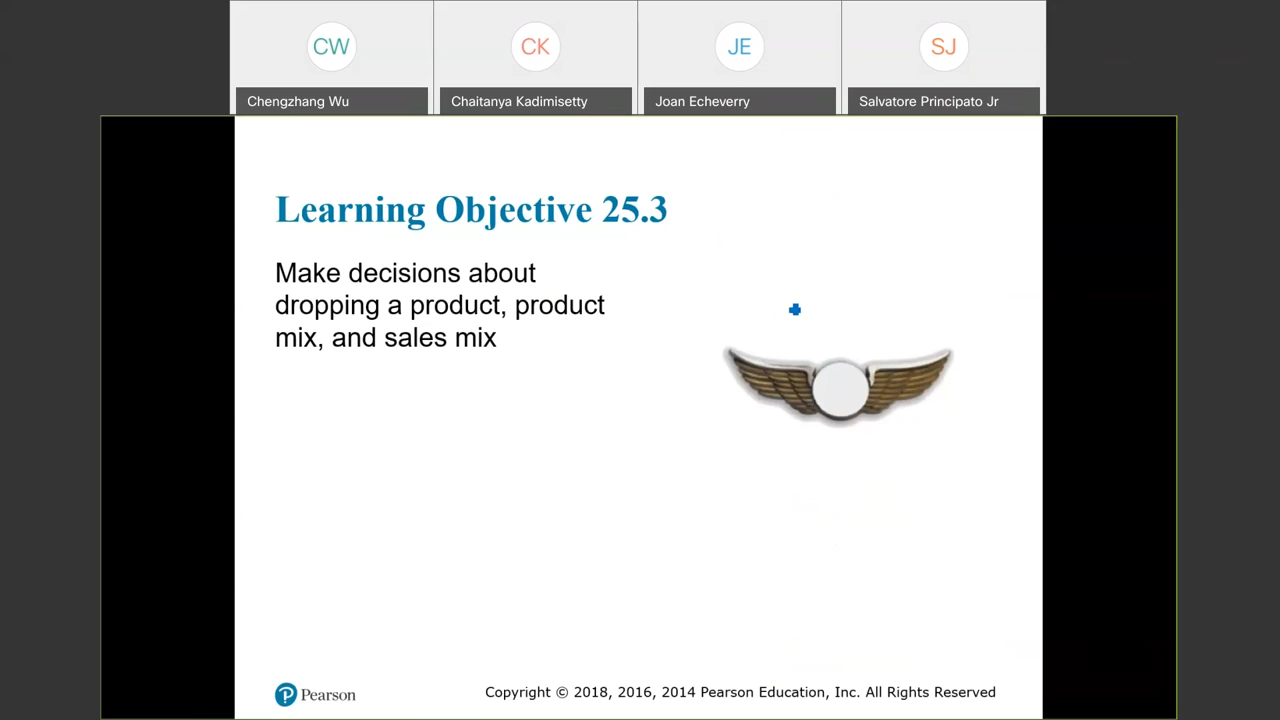 CW
CK
JE
SJ
Chengzhang Wu
Chaitanya Kadimisetty
Joan Echeverry
Salvatore Principato Jr
Learning Objective 25.3
Make decisions about
dropping a product, product
mix, and sales mix
P Pearson
Copyright © 2018, 2016, 2014 Pearson Education, Inc. All Rights Reserved